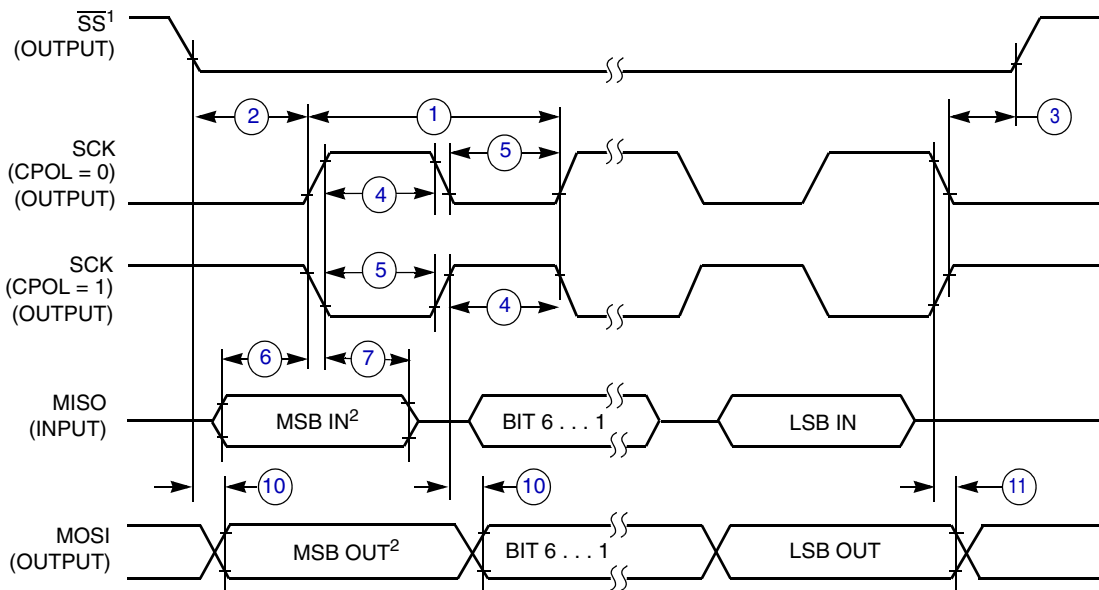 SS¹
(OUTPUT)
2
1
3
SCK
(CPOL = 0)
(OUTPUT)
5
4
SCK
(CPOL = 1)
(OUTPUT)
5
4
6
7
MISO
(INPUT)
MSB IN²
BIT 6 . . . 1
LSB IN
10
10
11
MOSI
(OUTPUT)
MSB OUT²
BIT 6 . . . 1
LSB OUT